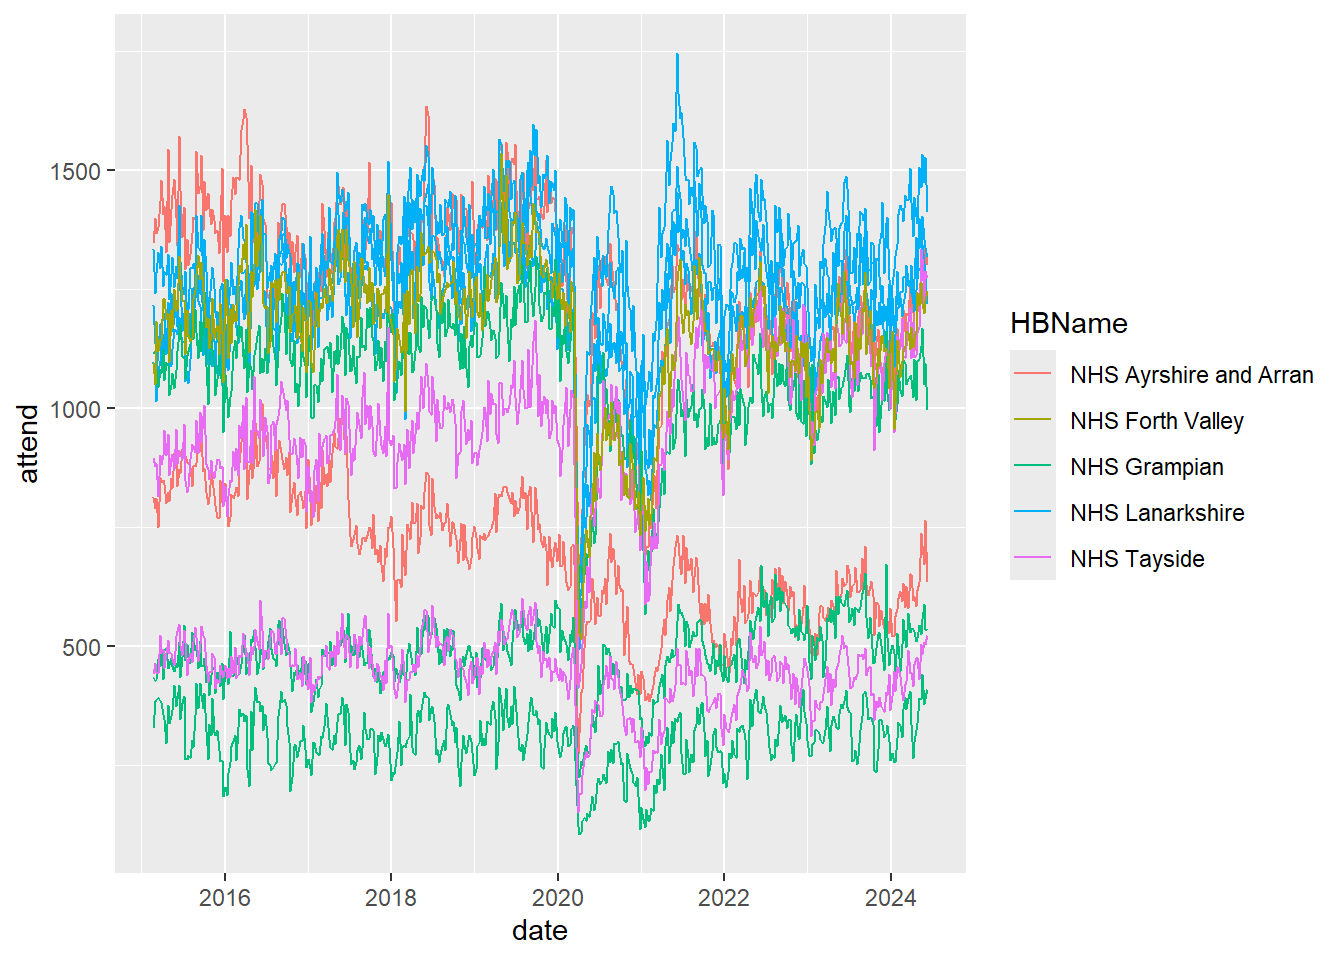 1500
1000
500
attend
2016 2018 2020 2022 2024
date
HBName
NHS Ayrshire and Arran
NHS Forth Valley
NHS Grampian
NHS Lanarkshire
NHS Tayside